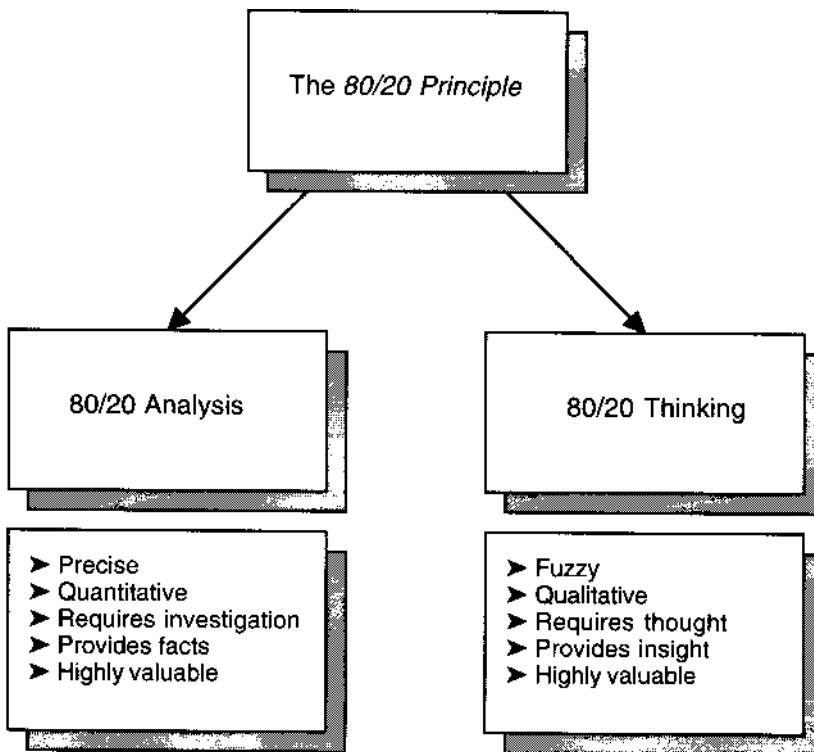 The 80/20 Principle
80/20 Analysis
➤ Precise
➤ Quantitative
➤ Requires investigation
➤ Provides facts
➤ Highly valuable
80/20 Thinking
➤ Fuzzy
➤ Qualitative
➤ Requires thought
➤ Provides insight
➤ Highly valuable